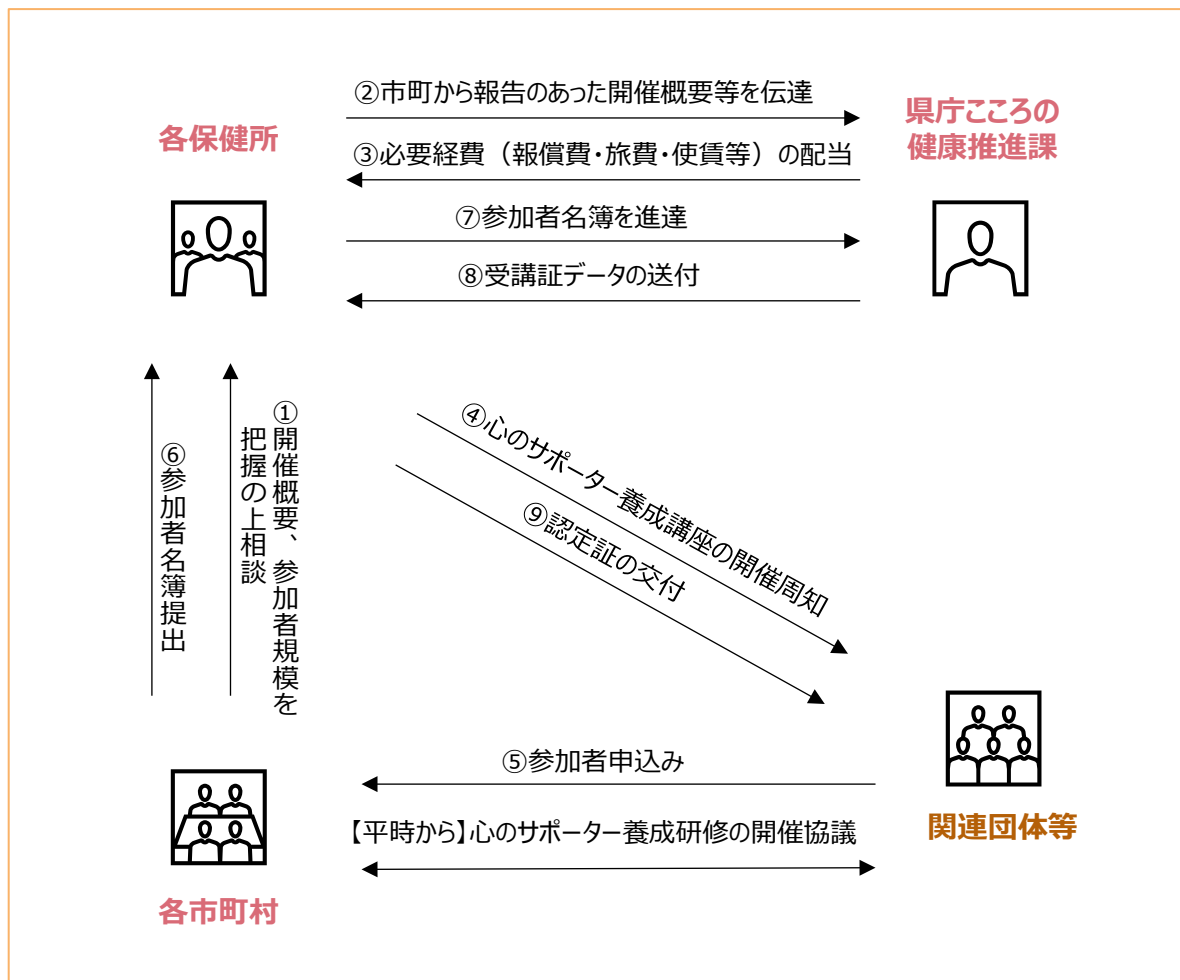 ②市町から報告のあった開催概要等を伝達
各保健所
県庁こころの
健康推進課
③必要経費（報償費・旅費・使賃等）の配当
⑦参加者名簿を進達
⑧受講証データの送付
①開催概要、参加者規模を
把握の上相談
⑥参加者名簿提出
④心のサポーター養成講座の開催周知
⑨認定証の交付
⑤参加者申込み
【平時から】心のサポーター養成研修の開催協議
関連団体等
各市町村